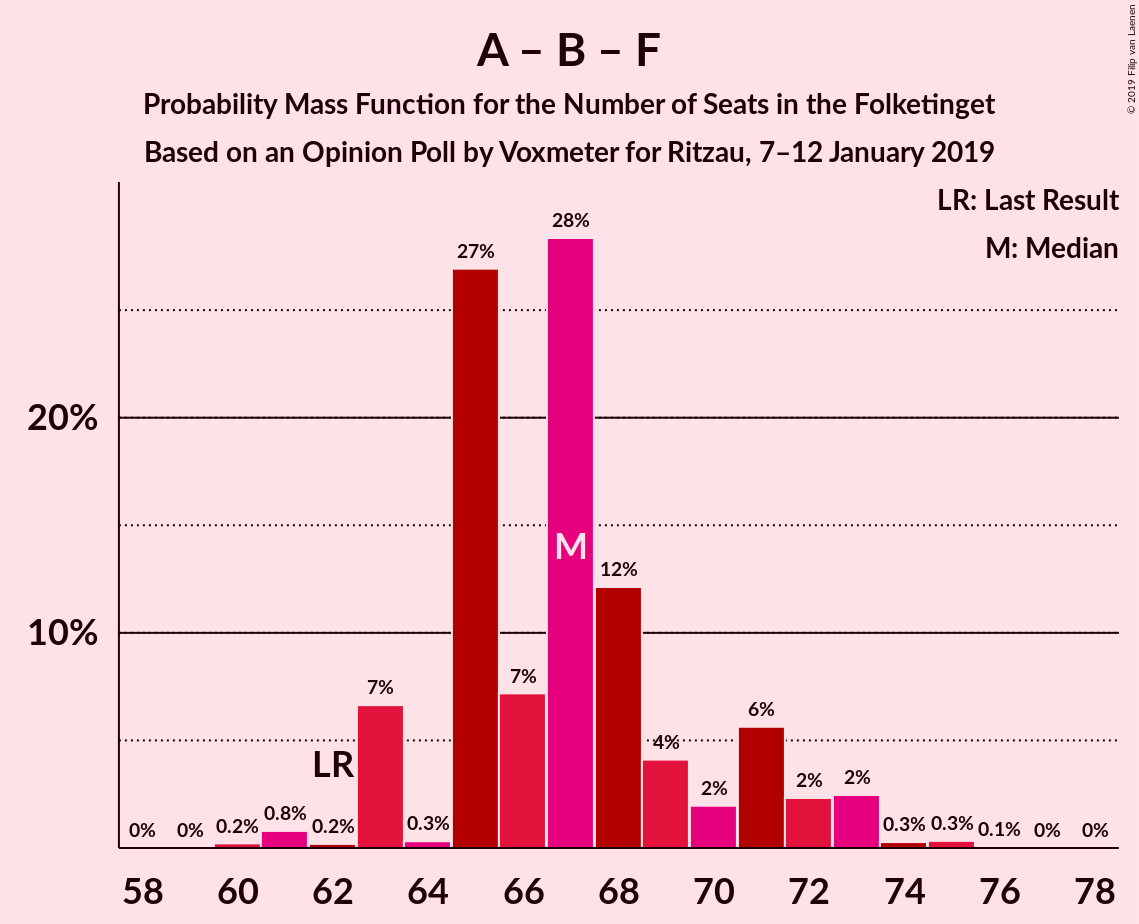 A – B – F
Probability Mass Function for the Number of Seats in the Folketinget
Based on an Opinion Poll by Voxmeter for Ritzau, 7–12 January 2019
© 2019 Filip van Laenen
LR: Last Result
M: Median
20%
10%
0% 0% 0.2% 0.8% 0.2% 7% 0.3% 27% 7% 28% 12% 4% 2% 6% 2% 2% 0.3% 0.3% 0.1% 0% 0%
LR
M
58 60 62 64 66 68 70 72 74 76 78